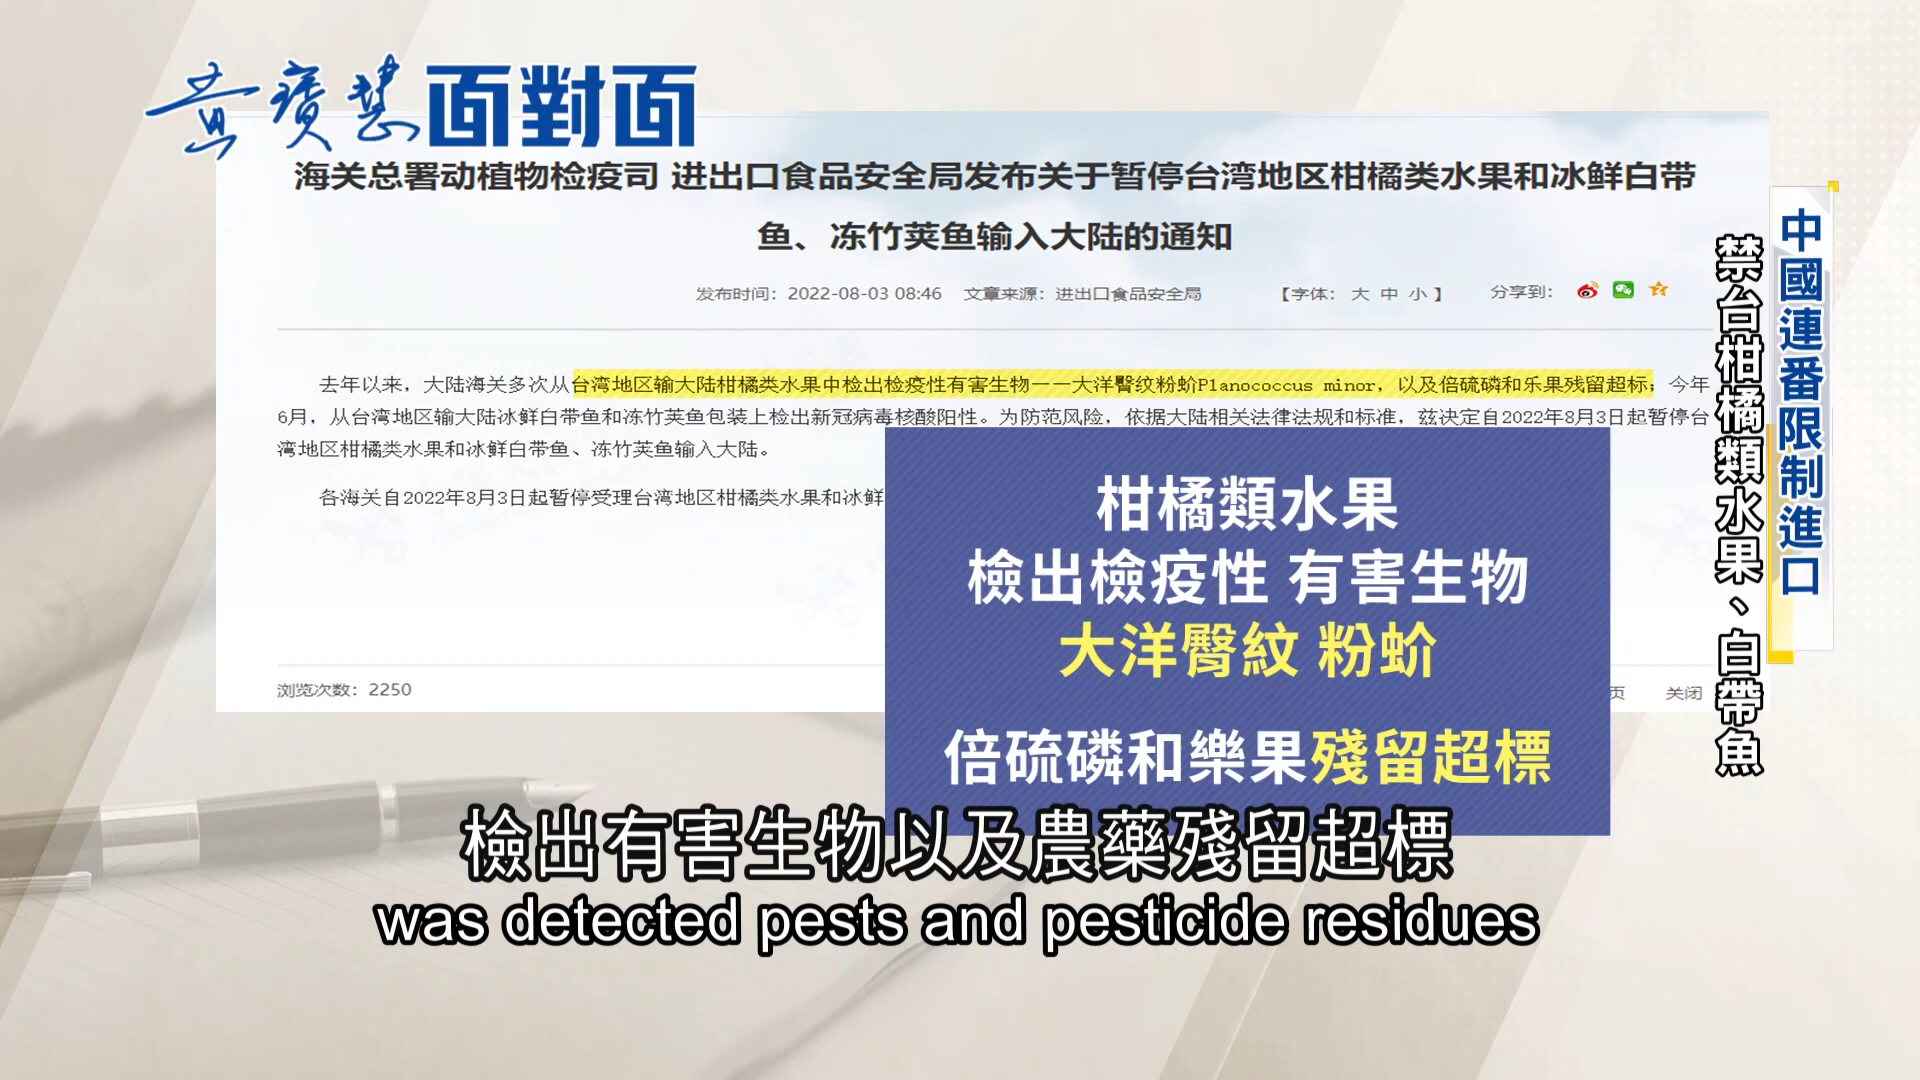 黃寶慧面對面
海关总署动植物检疫司 进出口食品安全局发布关于暂停台湾地区柑橘类水果和冰鲜白带
鱼、冻竹荚鱼输入大陆的通知
发布时间：2022-08-03 08:46 文章来源：进出口食品安全局 【字体： 大 中 小 】 分享到：
去年以来，大陆海关多次从台湾地区输大陆柑橘类水果中检出检疫性有害生物——大洋臀纹粉蚧Planococcus minor，以及倍硫磷和乐果残留超标；今年
6月，从台湾地区输大陆冰鲜白带鱼和冻竹荚鱼包装上检出新冠病毒核酸阳性。为防范风险，依据大陆相关法律法规和标准，兹决定自2022年8月3日起暂停台
湾地区柑橘类水果和冰鲜白带鱼、冻竹荚鱼输入大陆。
各海关自2022年8月3日起暂停受理台湾地区柑橘类水果和冰鲜
浏览次数：2250
页 关闭
柑橘類水果
檢出檢疫性 有害生物
大洋臀紋 粉蚧
倍硫磷和樂果殘留超標
中國連番限制進口
禁台柑橘類水果、白帶魚
檢出有害生物以及農藥殘留超標
was detected pests and pesticide residues